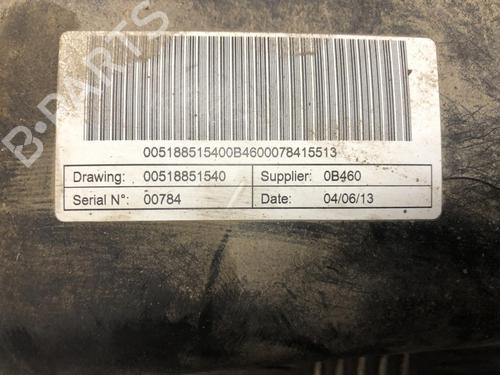 B-PARTS
005188515400B4600078415513
Drawing: 00518851540 Supplier: 0B460
Serial N°: 00784 Date: 04/06/13